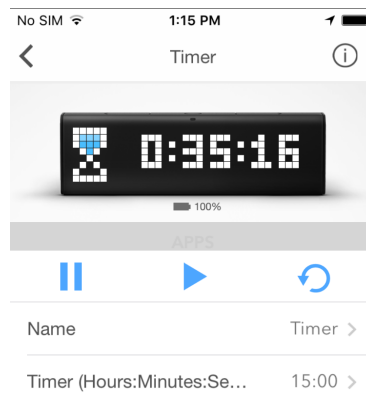 No SIM 1:15 PM
Timer
0:35:16
100%
APPS
Name Timer
Timer (Hours:Minutes:Se... 15:00